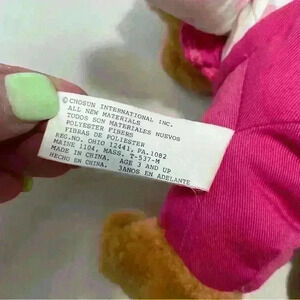 © CHOSUN INTERNATIONAL INC.
ALL NEW MATERIALS
TODOS SON MATERIALES NUEVOS
POLYESTER FIBERS
FIBRAS DE POLIESTER
REG.NO. OHIO 12441, PA.1082
MAINE 1104, MASS. T-537-M
MADE IN CHINA. AGE 3 AND UP
HECHO EN CHINA. 3ANOS EN ADELANTE